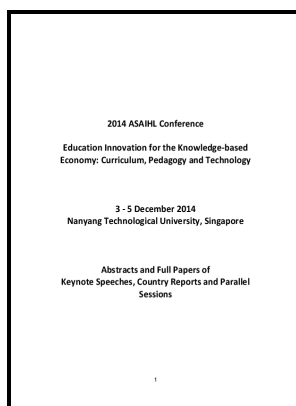 2014 ASAIHL Conference
Education Innovation for the Knowledge-based
Economy: Curriculum, Pedagogy and Technology
3 - 5 December 2014
Nanyang Technological University, Singapore
Abstracts and Full Papers of
Keynote Speeches, Country Reports and Parallel
Sessions
1